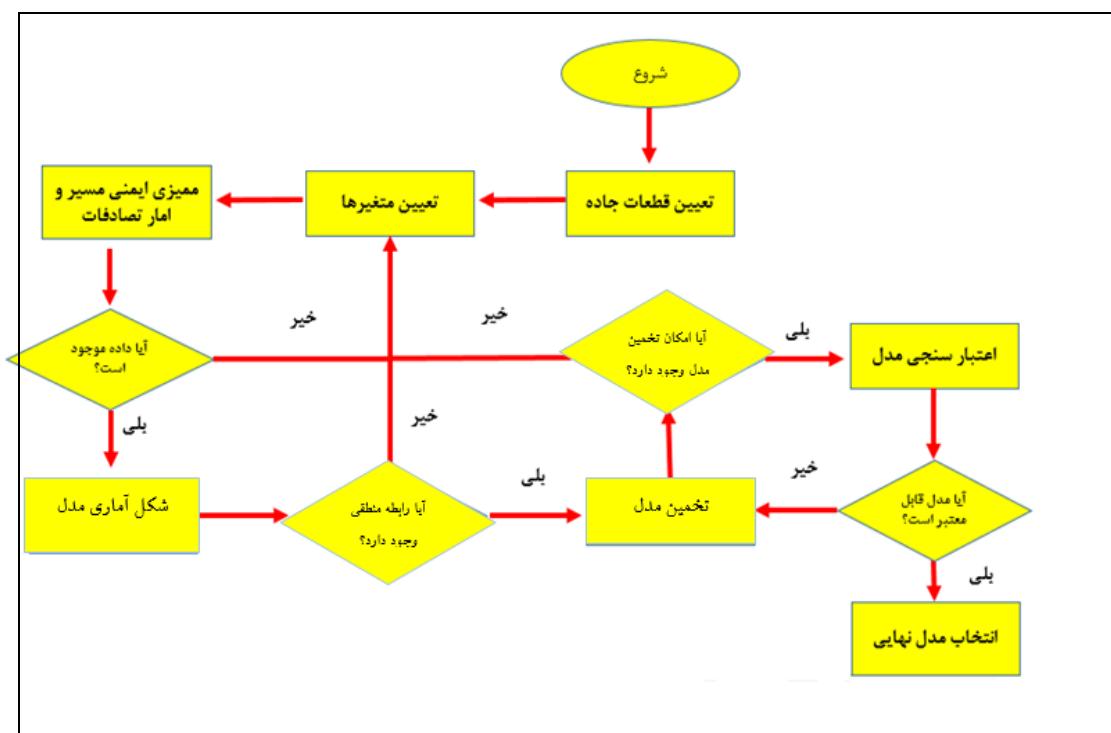 شروع
تعیین قطعات جاده
تعیین متغیرها
ممیزی ایمنی مسیر و
امار تصادفات
آیا داده موجود
است؟
خیر
بلی
شکل آماری مدل
آیا رابطه منطقی
وجود دارد؟
خیر
بلی
تخمین مدل
آیا امکان تخمین
مدل وجود دارد؟
خیر
بلی
اعتبار سنجی مدل
آیا مدل قابل
معتبر است؟
خیر
بلی
انتخاب مدل نهایی